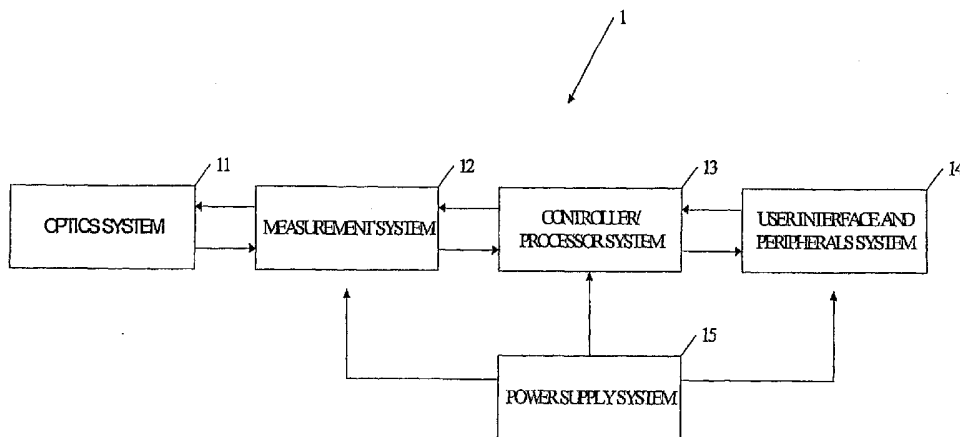 1
11
12
13
14
OPTICS SYSTEM
MEASUREMENT SYSTEM
CONTROLLER/
PROCESSOR SYSTEM
USER INTERFACE AND
PERIPHERALS SYSTEM
15
POWER SUPPLY SYSTEM